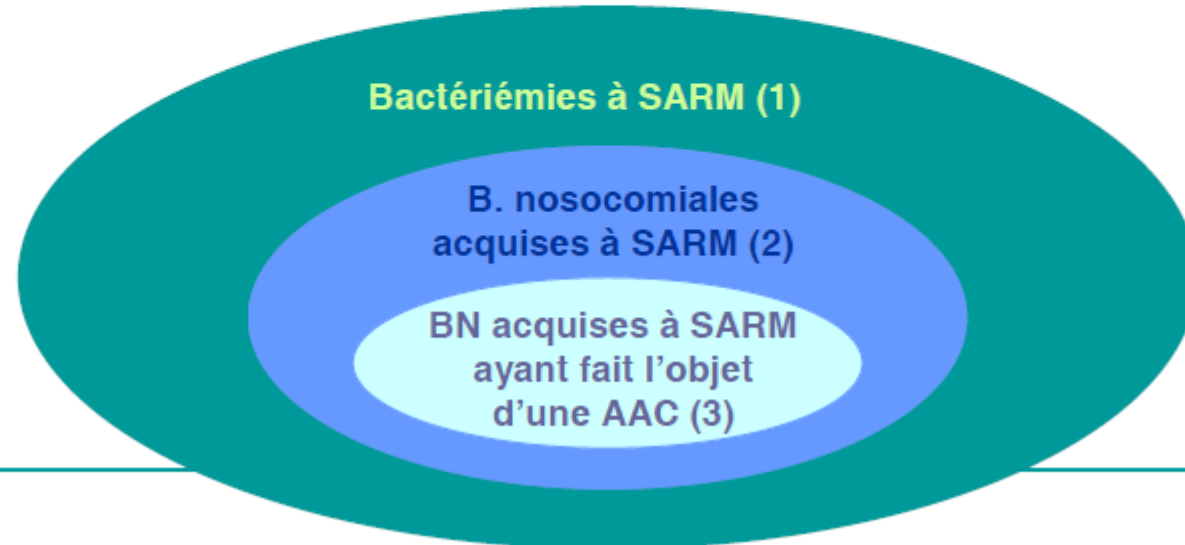 Bactériémies à SARM (1)
B. nosocomiales
acquises à SARM (2)
BN acquises à SARM
ayant fait l'objet
d'une AAC (3)